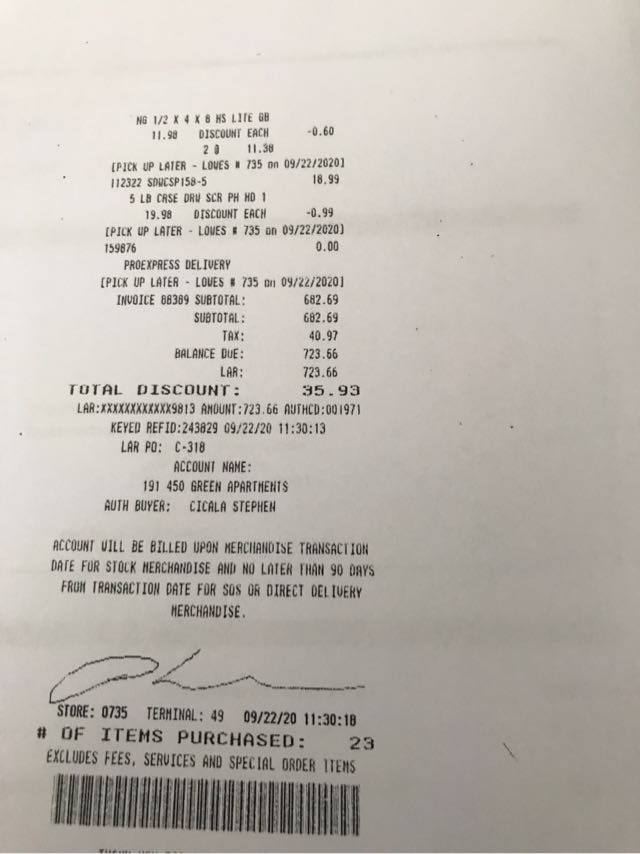 NG 1/2 X 4 X 8 HS LITE GB
11.98 DISCOUNT EACH -0.60
2 @ 11.38
[PICK UP LATER - LOWES # 735 on 09/22/2020]
112322 SDWCSP158-5 18.99
5 LB CRSE DRW SCR PH HD 1
19.98 DISCOUNT EACH -0.99
[PICK UP LATER - LOWES # 735 on 09/22/2020]
159876 0.00
PROEXPRESS DELIVERY
[PICK UP LATER - LOWES # 735 on 09/22/2020]
INVOICE 88389 SUBTOTAL: 682.69
SUBTOTAL: 682.69
TAX: 40.97
BALANCE DUE: 723.66
LAR: 723.66
TOTAL DISCOUNT: 35.93
LAR:XXXXXXXXXXXX9813 AMOUNT:723.66 AUTHCD:001971
KEYED REFID:243829 09/22/20 11:30:13
LAR PO: C-318
ACCOUNT NAME:
191 450 GREEN APARTMENTS
AUTH BUYER: CICALA STEPHEN
ACCOUNT WILL BE BILLED UPON MERCHANDISE TRANSACTION
DATE FOR STOCK MERCHANDISE AND NO LATER THAN 90 DAYS
FROM TRANSACTION DATE FOR SOS OR DIRECT DELIVERY
MERCHANDISE.
STORE: 0735 TERMINAL: 49 09/22/20 11:30:18
# OF ITEMS PURCHASED: 23
EXCLUDES FEES, SERVICES AND SPECIAL ORDER ITEMS